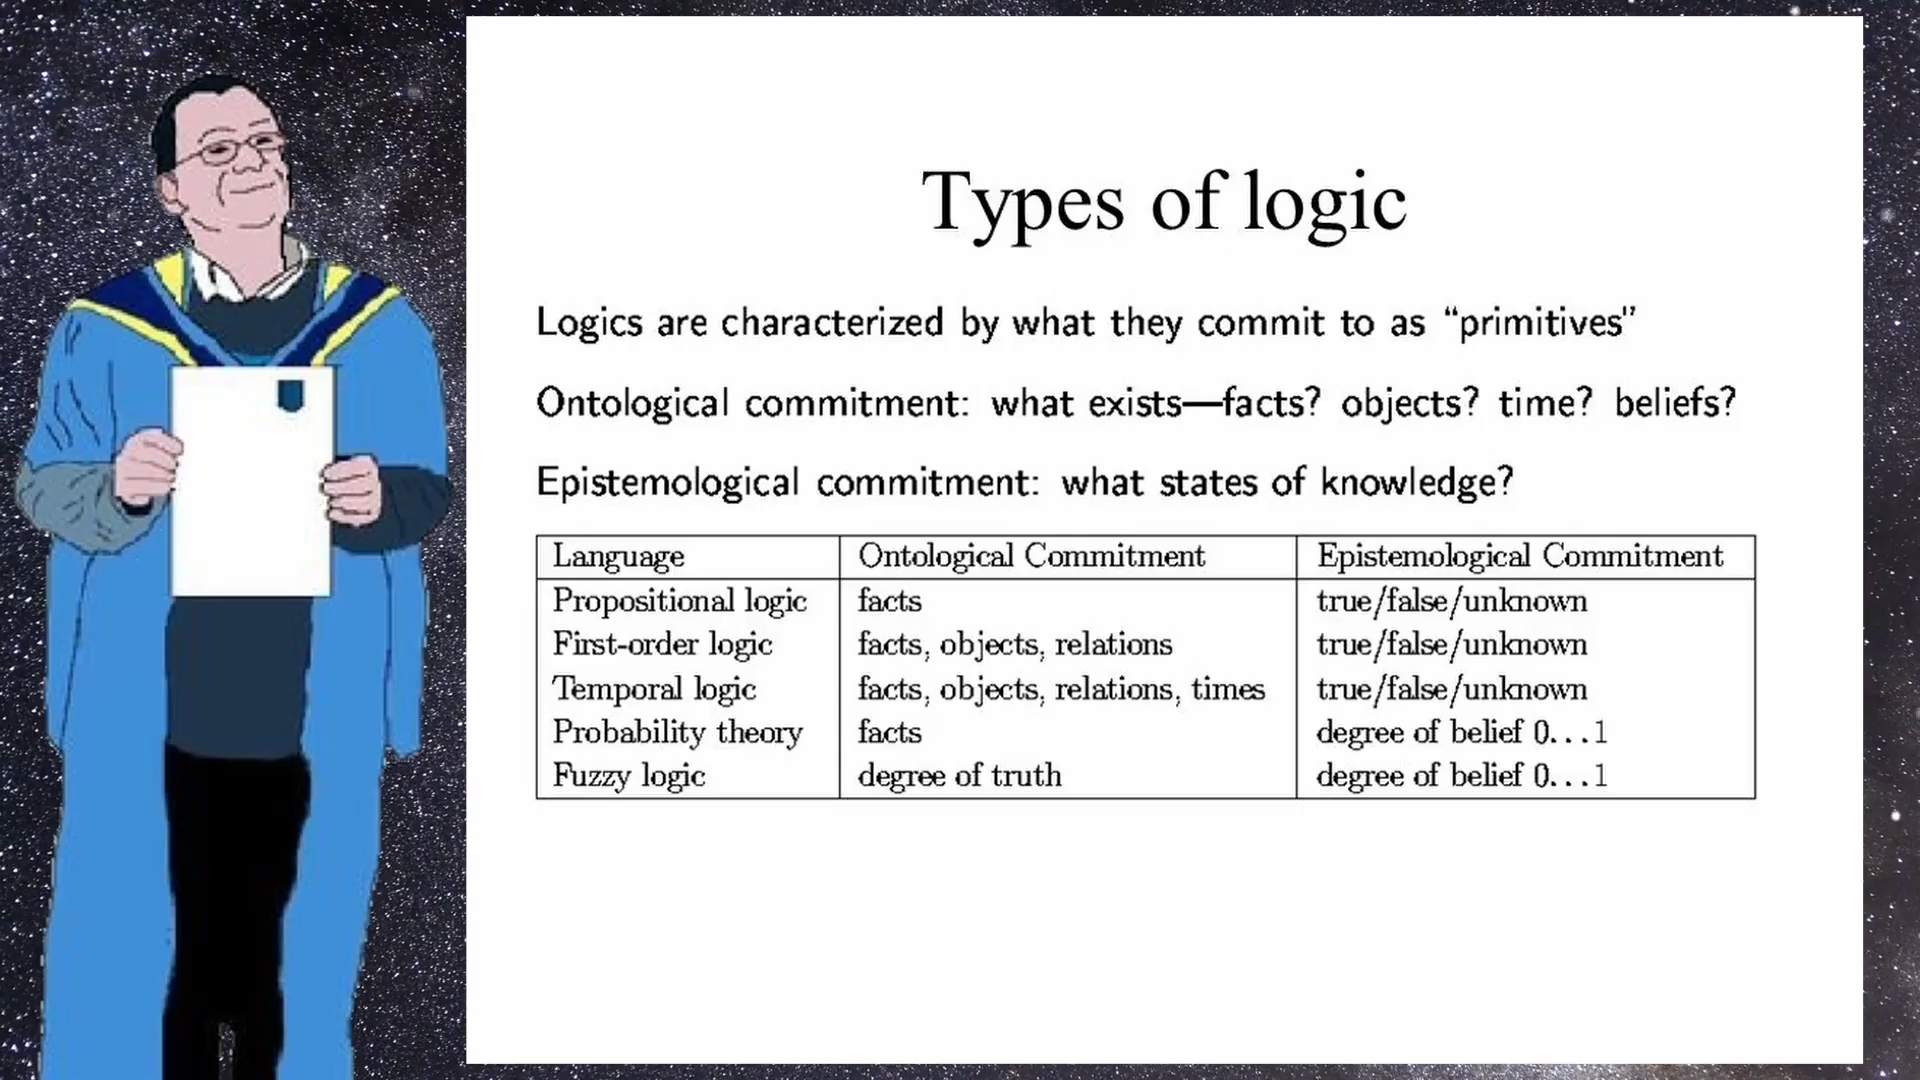 Types of logic
Logics are characterized by what they commit to as “primitives”
Ontological commitment: what exists—facts? objects? time? beliefs?
Epistemological commitment: what states of knowledge?
Language Ontological Commitment Epistemological Commitment
Propositional logic facts true/false/unknown
First-order logic facts, objects, relations true/false/unknown
Temporal logic facts, objects, relations, times true/false/unknown
Probability theory facts degree of belief 0…1
Fuzzy logic degree of truth degree of belief 0…1